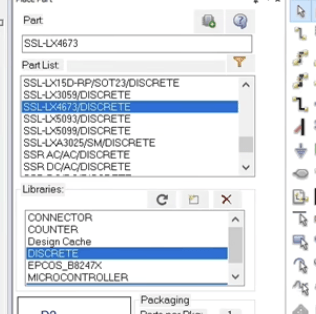 Part
SSL-LX4673
Part List:
SSL-LX15D-RP/SOT23/DISCRETE
SSL-LX3059/DISCRETE
SSL-LX4673/DISCRETE
SSL-LX5093/DISCRETE
SSL-LX5099/DISCRETE
SSL-LXA3025/SM/DISCRETE
SSR AC/AC/DISCRETE
SSR DC/AC/DISCRETE
Libraries:
CONNECTOR
COUNTER
Design Cache
DISCRETE
EPCOS_B8247X
MICROCONTROLLER
Packaging